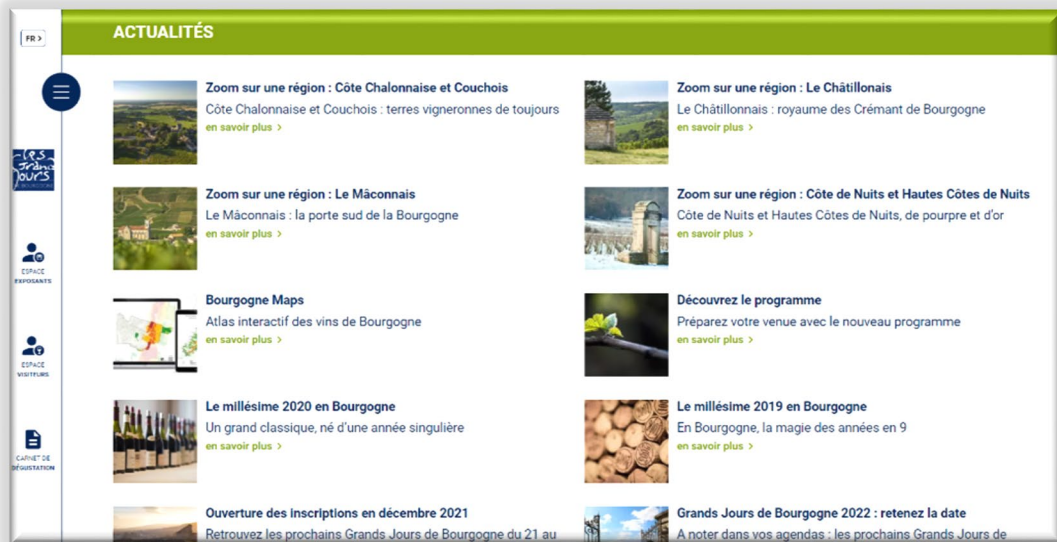 FR >
ACTUALITÉS
Zoom sur une région : Côte Chalonnaise et Couchois
Côte Chalonnaise et Couchois : terres vigneronnes de toujours
en savoir plus >
Zoom sur une région : Le Châtillonais
Le Châtillonnais : royaume des Crémant de Bourgogne
en savoir plus >
Les
Grands
Jours
Zoom sur une région : Le Mâconnais
Le Mâconnais : la porte sud de la Bourgogne
en savoir plus >
Zoom sur une région : Côte de Nuits et Hautes Côtes de Nuits
Côte de Nuits et Hautes Côtes de Nuits, de pourpre et d'or
en savoir plus >
ESPACE
EXPOSANTS
Bourgogne Maps
Atlas interactif des vins de Bourgogne
en savoir plus >
Découvrez le programme
Préparez votre venue avec le nouveau programme
en savoir plus >
ESPACE
VISITEURS
Le millésime 2020 en Bourgogne
Un grand classique, né d'une année singulière
en savoir plus >
Le millésime 2019 en Bourgogne
En Bourgogne, la magie des années en 9
en savoir plus >
CARNET DE
DÉGUSTATION
Ouverture des inscriptions en décembre 2021
Retrouvez les prochains Grands Jours de Bourgogne du 21 au
Grands Jours de Bourgogne 2022 : retenez la date
A noter dans vos agendas : les prochains Grands Jours de